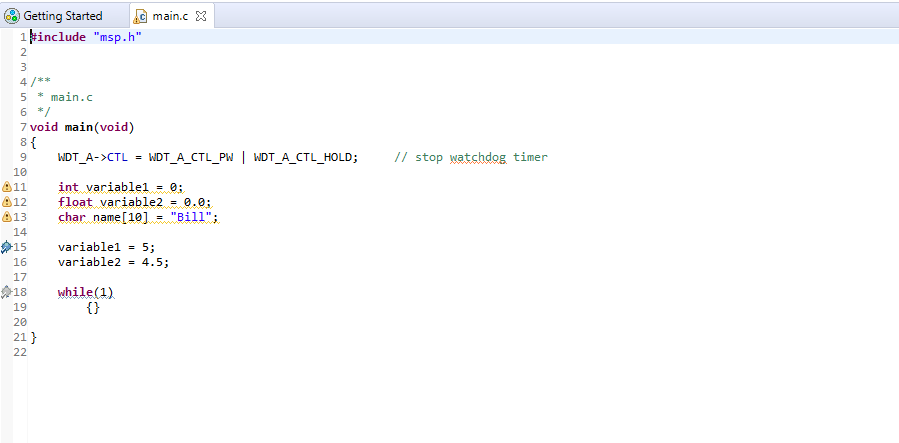 Getting Started main.c
1 #include "msp.h"
2
3
4 /**
5  * main.c
6  */
7 void main(void)
8 {
9     WDT_A->CTL = WDT_A_CTL_PW | WDT_A_CTL_HOLD;     // stop watchdog timer
10
11     int variable1 = 0;
12     float variable2 = 0.0;
13     char name[10] = "Bill";
14
15     variable1 = 5;
16     variable2 = 4.5;
17
18     while(1)
19         {}
20
21 }
22